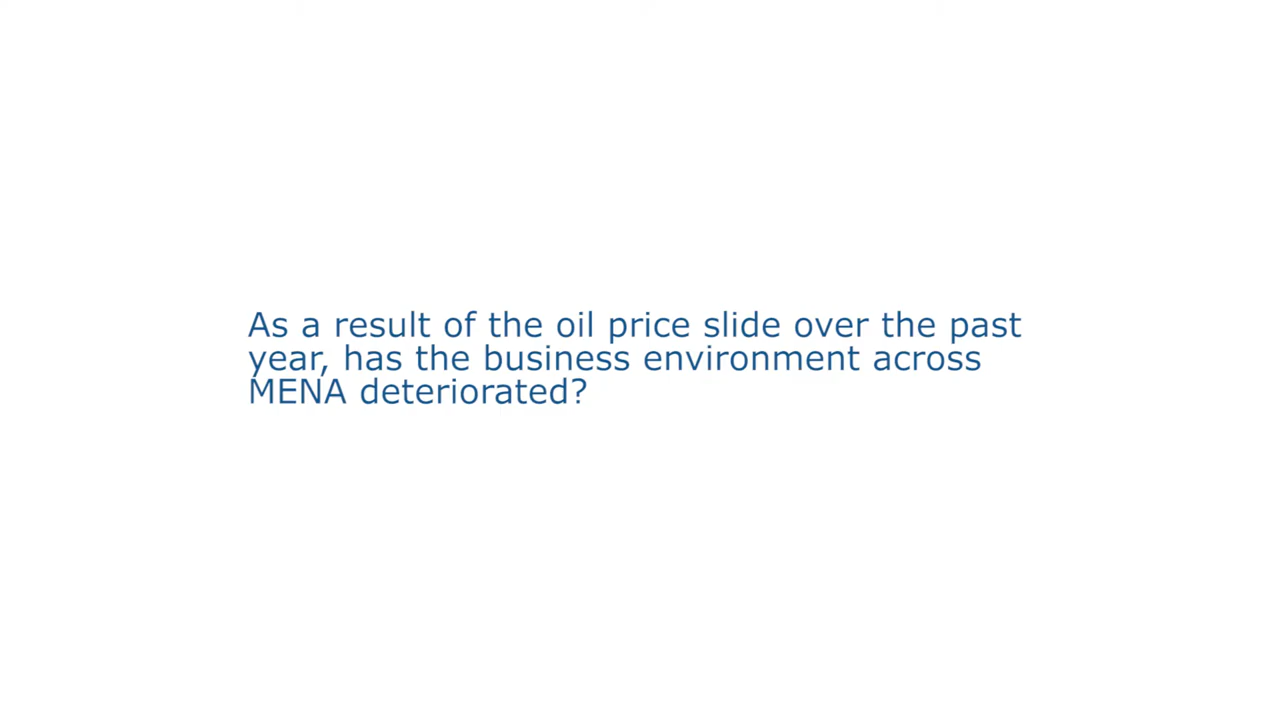 As a result of the oil price slide over the past
year, has the business environment across
MENA deteriorated?